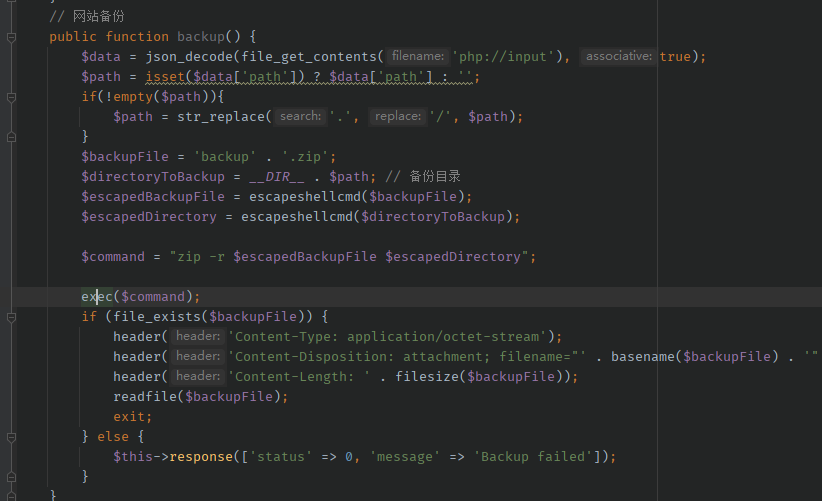 // 网站备份
public function backup() {
$data = json_decode(file_get_contents( filename: 'php://input'), associative: true);
$path = isset($data['path']) ? $data['path'] : '';
if(!empty($path)){
$path = str_replace( search: '.', replace: '/', $path);
}
$backupFile = 'backup' . '.zip';
$directoryToBackup = __DIR__ . $path; // 备份目录
$escapedBackupFile = escapeshellcmd($backupFile);
$escapedDirectory = escapeshellcmd($directoryToBackup);
$command = "zip -r $escapedBackupFile $escapedDirectory";
exec($command);
if (file_exists($backupFile)) {
header( header: 'Content-Type: application/octet-stream');
header( header: 'Content-Disposition: attachment; filename="' . basename($backupFile) . '"
header( header: 'Content-Length: ' . filesize($backupFile));
readfile($backupFile);
exit;
} else {
$this->response(['status' => 0, 'message' => 'Backup failed']);
}
}